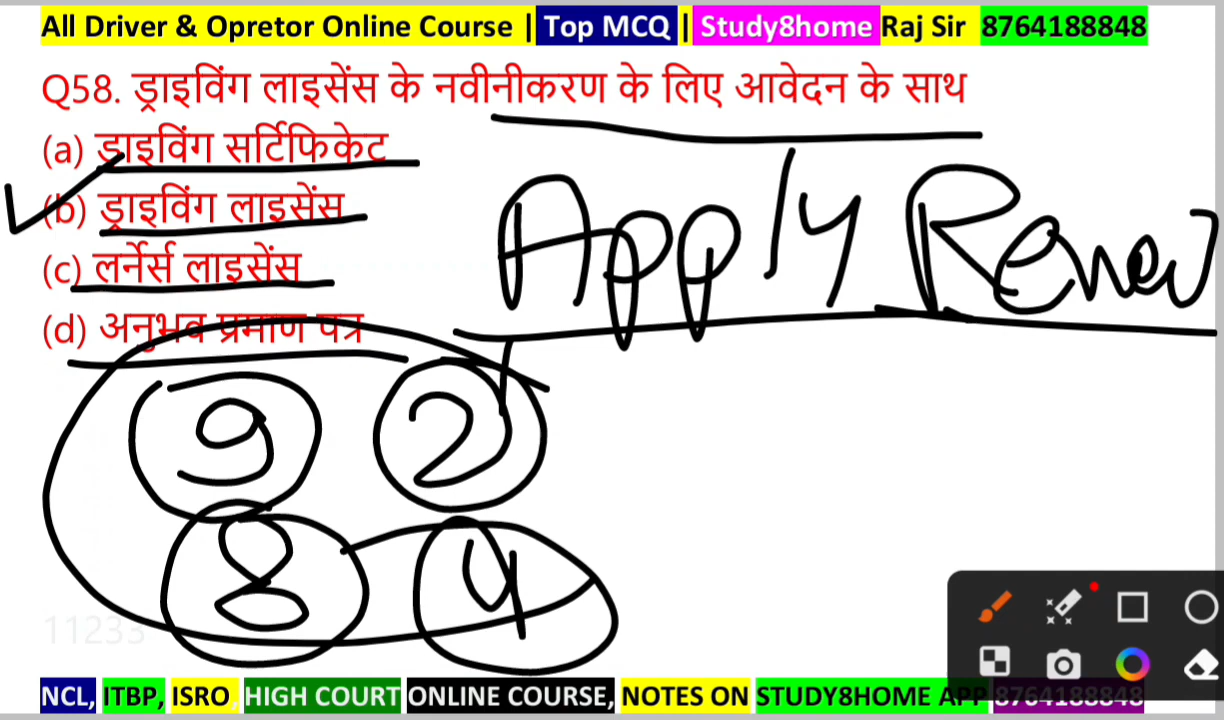 All Driver & Opretor Online Course | Top MCQ | Study8home Raj Sir 8764188848
Q58. ड्राइविंग लाइसेंस के नवीनीकरण के लिए आवेदन के साथ
(a) ड्राइविंग सर्टिफिकेट
(b) ड्राइविंग लाइसेंस
(c) लर्नेर्स लाइसेंस
(d) अनुभव प्रमाण पत्र
Apply Renew
9 2
8 4
11233
NCL, ITBP, ISRO, HIGH COURT ONLINE COURSE, NOTES ON STUDY8HOME APP 8764188848